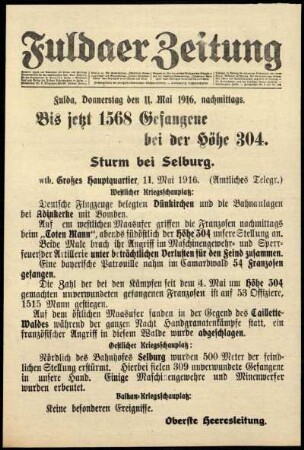 Fuldaer Zeitung
Fulda, Donnerstag den 11. Mai 1916, nachmittags.
Bis jetzt 1568 Gefangene
bei der Höhe 304.
Sturm bei Selburg.
wtb. Großes Hauptquartier, 11. Mai 1916. (Amtliches Telegr.)
Westlicher Kriegsschauplatz:
Deutsche Flugzeuge belegten Dünkirchen und die Bahnanlagen
bei Adinkerke mit Bomben.
Auf dem westlichen Maasufer griffen die Franzosen nachmittags
beim „Toten Mann“, abends südöstlich der Höhe 304 unsere Stellung an.
Beide Male brach ihr Angriff im Maschinengewehr- und Sperr-
feuer der Artillerie unter beträchtlichen Verlusten für den Feind zusammen.
Eine bayerische Patrouille nahm im Camardwald 54 Franzosen
gefangen.
Die Zahl der bei den Kämpfen seit dem 4. Mai um Höhe 304
gemachten unverwundeten gefangenen Franzosen ist auf 53 Offiziere,
1515 Mann gestiegen.
Auf dem östlichen Maasufer fanden in der Gegend des Caillette-
Waldes während der ganzen Nacht Handgranatenkämpfe statt, ein
französischer Angriff in diesem Walde wurde abgeschlagen.
Oestlicher Kriegsschauplatz:
Nördlich des Bahnhofes Selburg wurden 500 Meter der feind-
lichen Stellung erstürmt. Hierbei fielen 309 unverwundete Gefangene
in unsere Hand. Einige Maschinengewehre und Minenwerfer
wurden erbeutet.
Balkan-Kriegsschauplatz:
Keine besonderen Ereignisse.
Oberste Heeresleitung.